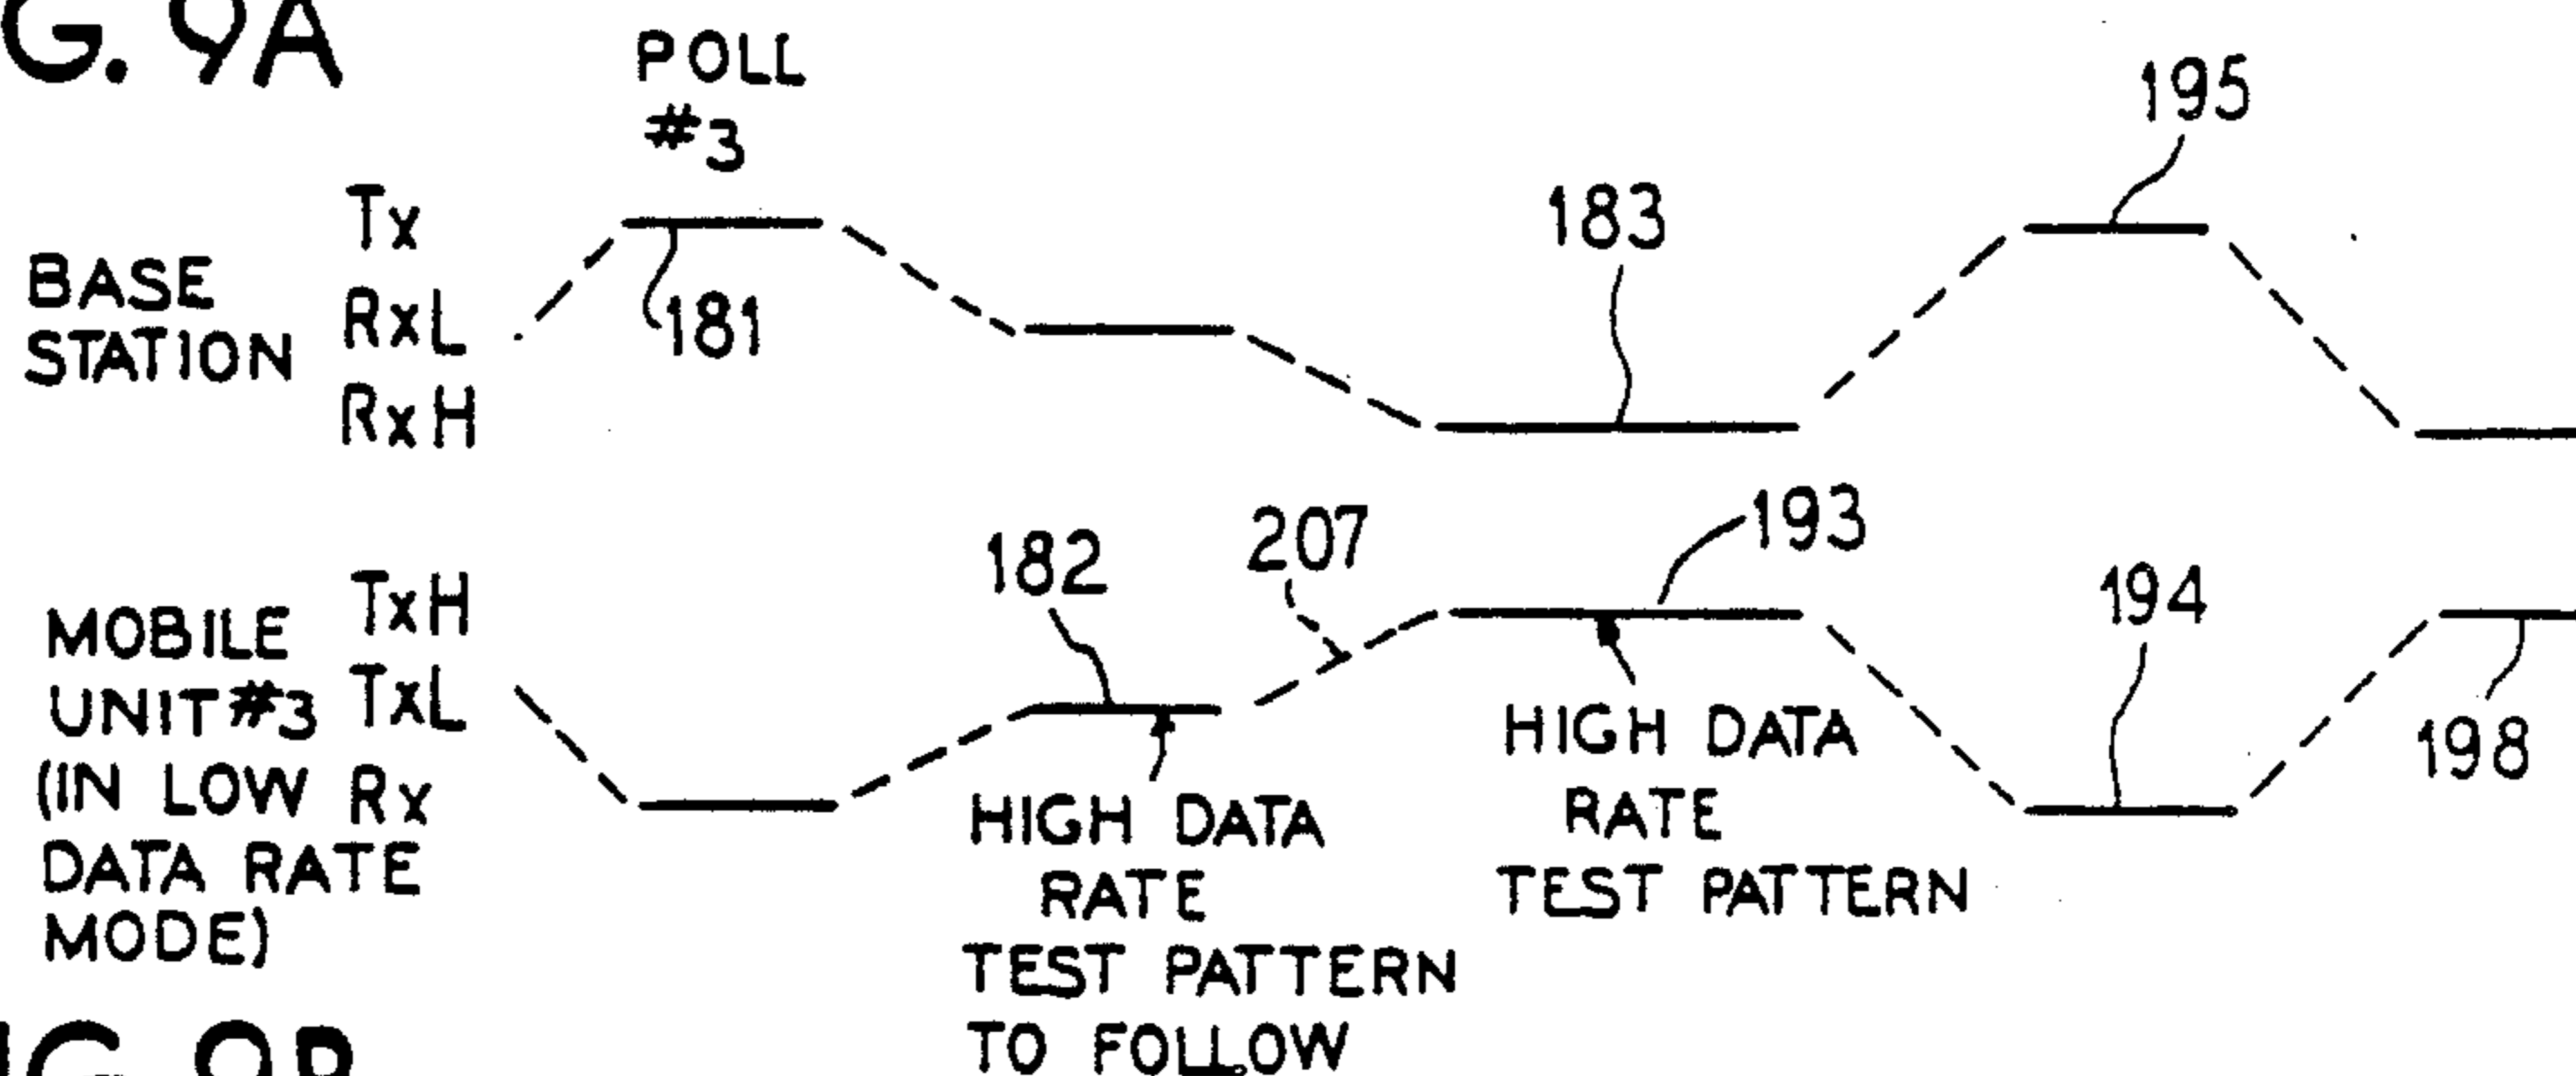 G. 9A
POLL
#3
195
183
Tx
BASE
STATION
RxL
181
RxH
193
207
182
TxH
194
MOBILE
UNIT #3
(IN LOW
DATA RATE
MODE)
TxL
Rx
198
HIGH DATA
RATE
TEST PATTERN
HIGH DATA
RATE
TEST PATTERN
TO FOLLOW